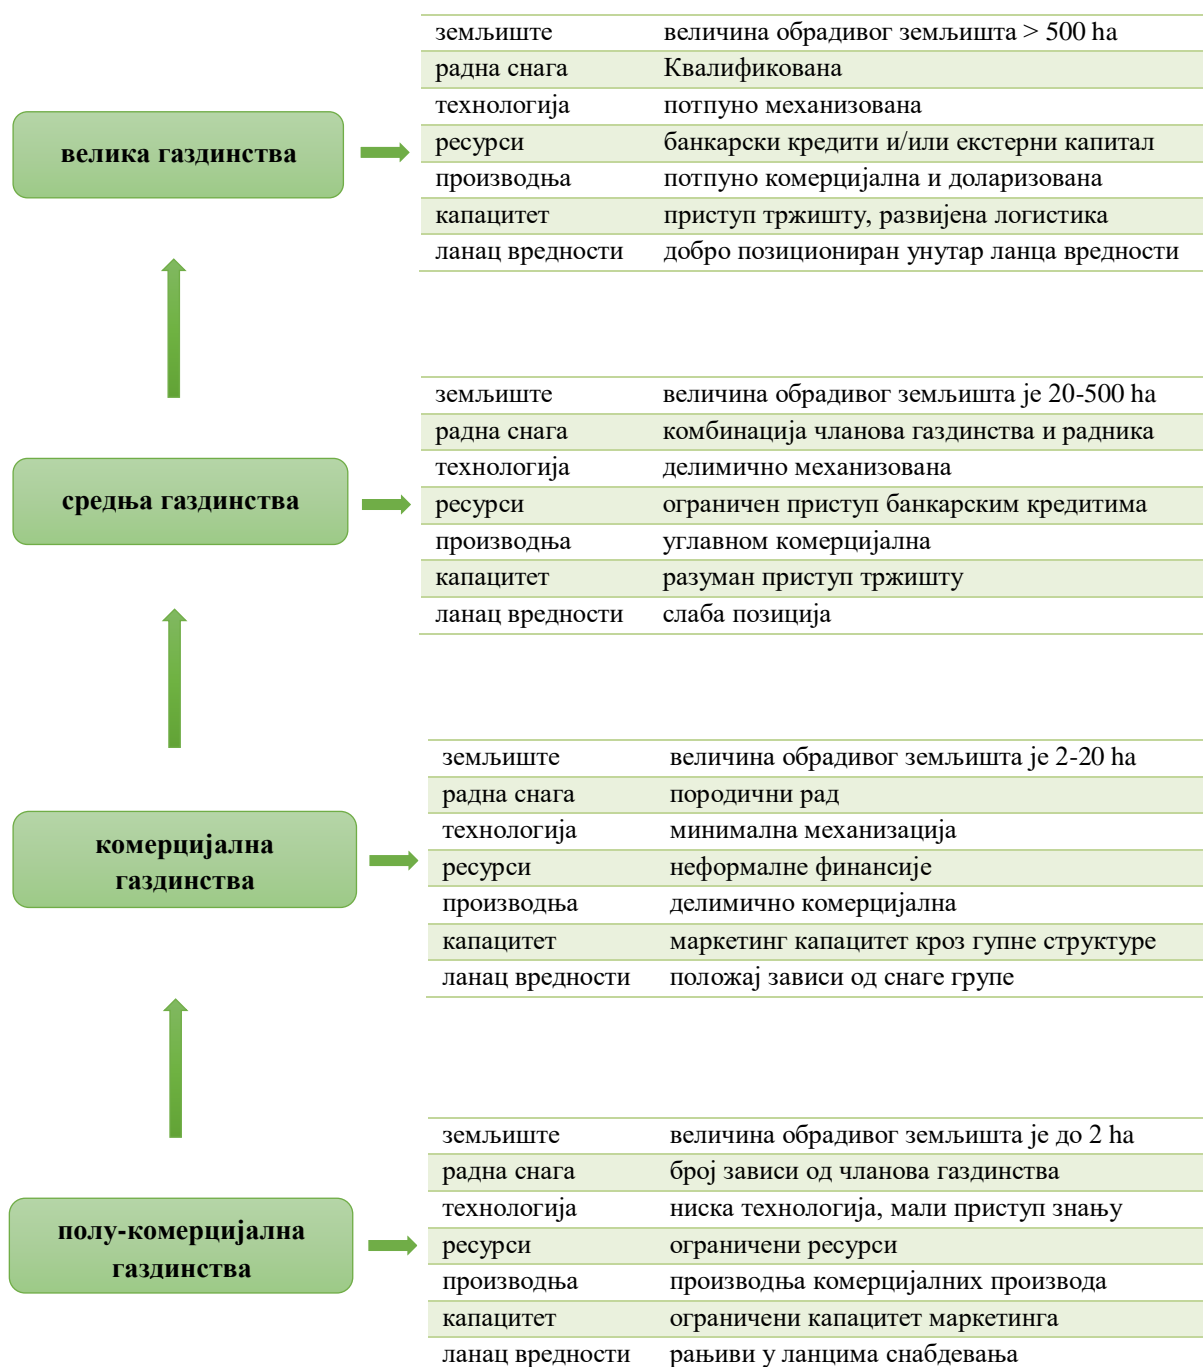 земљиште величина обрадивог земљишта > 500 ha
радна снага Квалификована
технологија потпуно механизована
велика газдинства
ресурси банкарски кредити и/или екстерни капитал
производња потпуно комерцијална и доларизована
капацитет приступ тржишту, развијена логистика
ланац вредности добро позициониран унутар ланца вредности
земљиште величина обрадивог земљишта је 20-500 ha
радна снага комбинација чланова газдинства и радника
технологија делимично механизована
средња газдинства
ресурси ограничен приступ банкарским кредитима
производња углавном комерцијална
капацитет разуман приступ тржишту
ланац вредности слаба позиција
земљиште величина обрадивог земљишта је 2-20 ha
радна снага породични рад
технологија минимална механизација
комерцијална
газдинства
ресурси неформалне финансије
производња делимично комерцијална
капацитет маркетинг капацитет кроз гупне структуре
ланац вредности положај зависи од снаге групе
земљиште величина обрадивог земљишта је до 2 ha
радна снага број зависи од чланова газдинства
технологија ниска технологија, мали приступ знању
полу-комерцијална
газдинства
ресурси ограничени ресурси
производња производња комерцијалних производа
капацитет ограничени капацитет маркетинга
ланац вредности рањиви у ланцима снабдевања